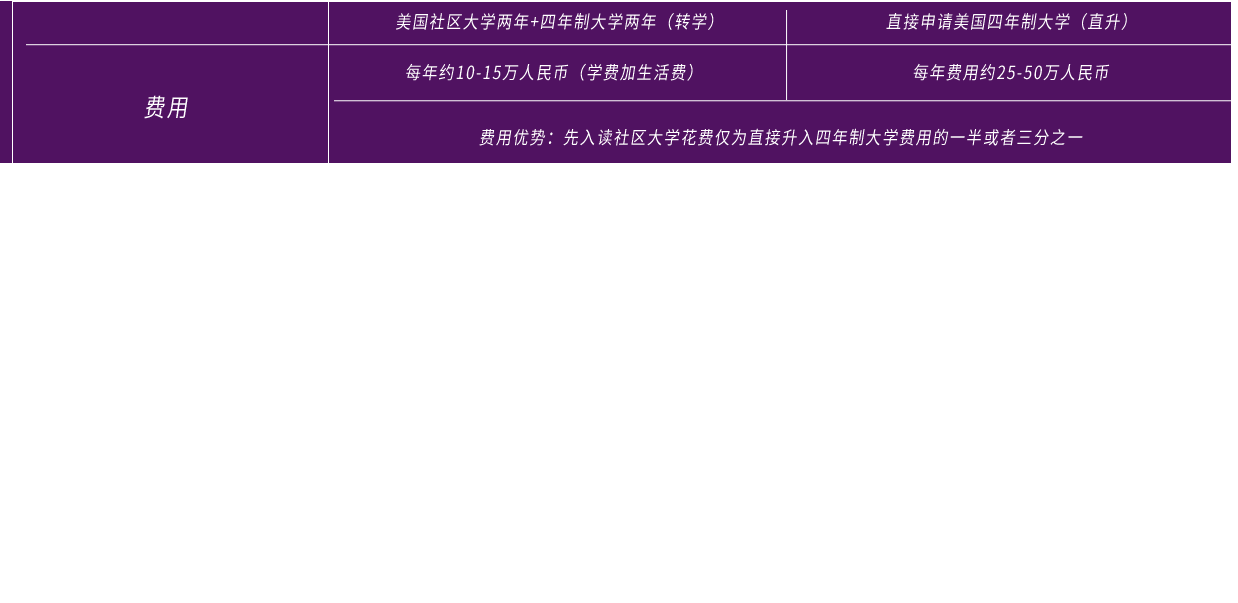 美国社区大学两年+四年制大学两年（转学）
直接申请美国四年制大学（直升）
费用
每年约10-15万人民币（学费加生活费）
每年费用约25-50万人民币
费用优势：先入读社区大学花费仅为直接升入四年制大学费用的一半或者三分之一